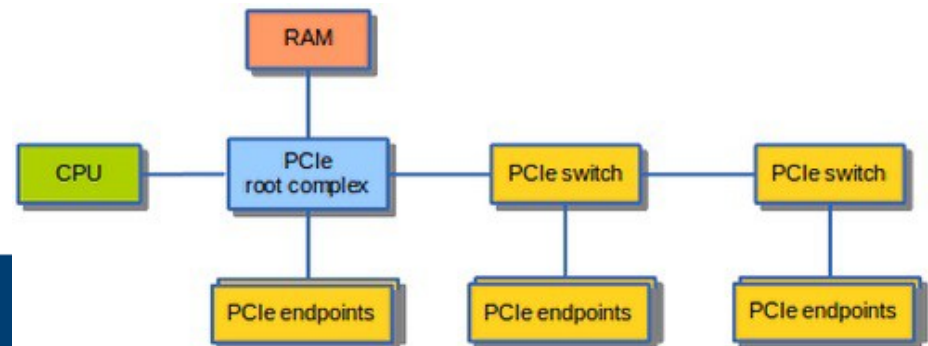 RAM
CPU
PCIe
root complex
PCIe switch
PCIe switch
PCIe endpoints
PCIe endpoints
PCIe endpoints